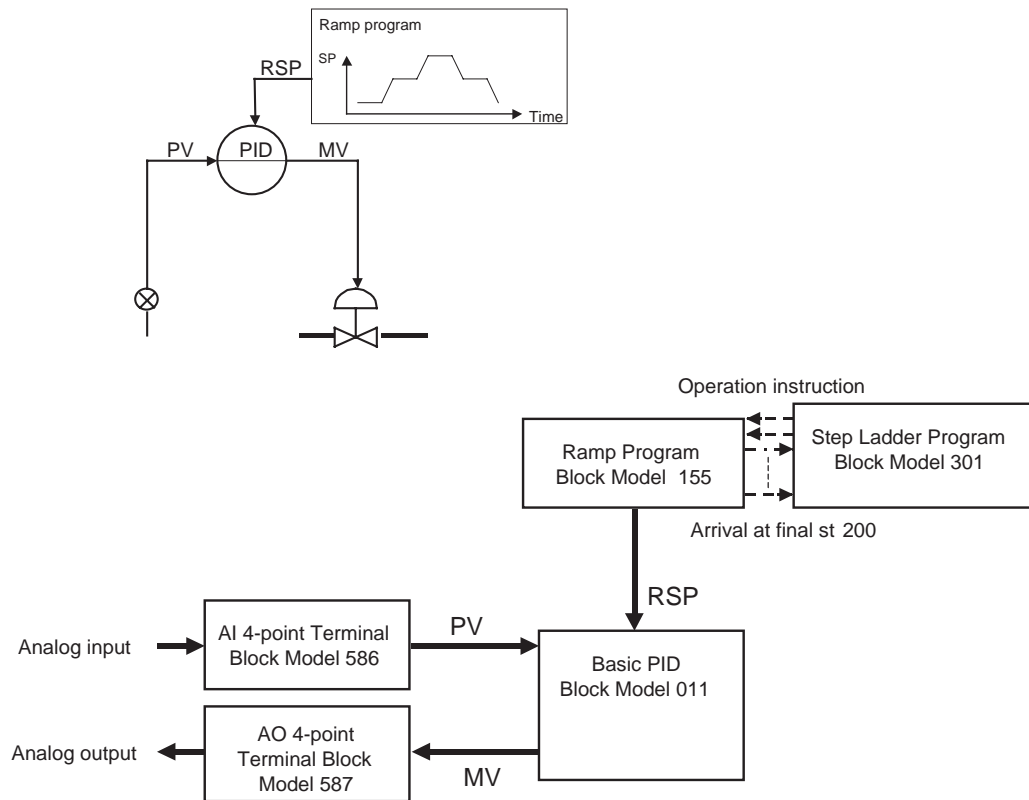 Ramp program
SP
Time
RSP
PV
PID
MV
Operation instruction
Ramp Program
Block Model 155
Step Ladder Program
Block Model 301
Arrival at final st 200
RSP
Analog input
AI 4-point Terminal
Block Model 586
PV
Basic PID
Block Model 011
Analog output
AO 4-point
Terminal Block
Model 587
MV